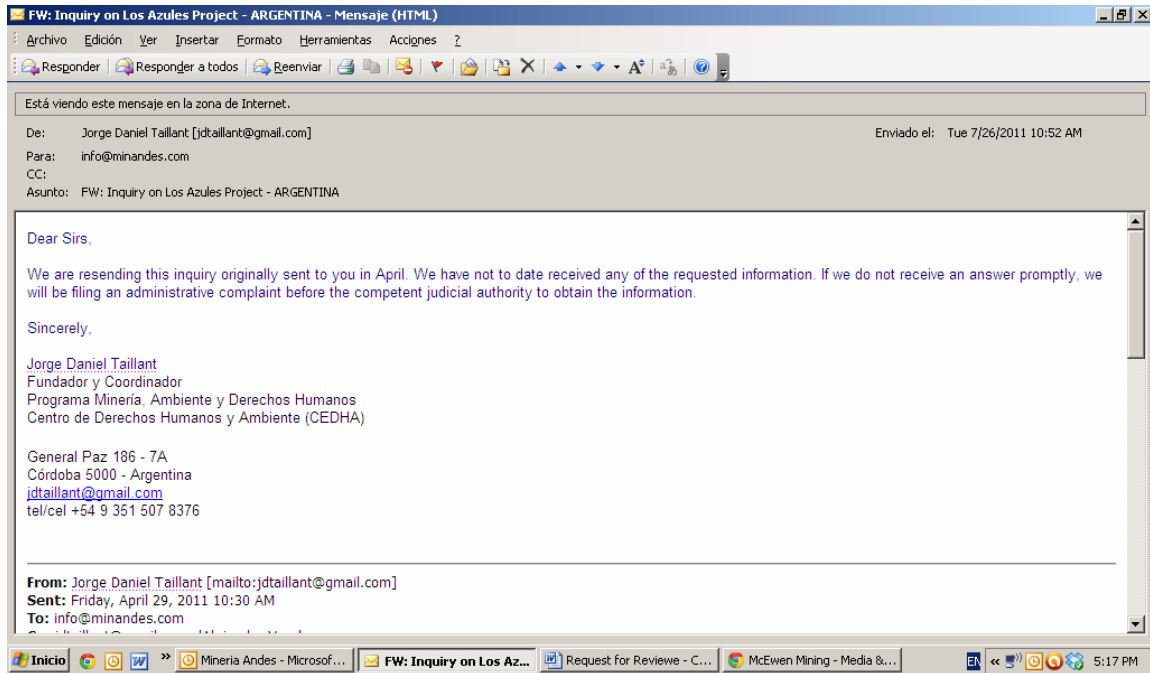 FW: Inquiry on Los Azules Project - ARGENTINA - Mensaje (HTML)
Archivo Edición Ver Insertar Formato Herramientas Acciones ?
Responder Responder a todos Reenviar
Está viendo este mensaje en la zona de Internet.
De: Jorge Daniel Taillant [jdtaillant@gmail.com] Enviado el: Tue 7/26/2011 10:52 AM
Para: info@minandes.com
CC:
Asunto: FW: Inquiry on Los Azules Project - ARGENTINA
Dear Sirs,
We are resending this inquiry originally sent to you in April. We have not to date received any of the requested information. If we do not receive an answer promptly, we
will be filing an administrative complaint before the competent judicial authority to obtain the information.
Sincerely,
Jorge Daniel Taillant
Fundador y Coordinador
Programa Minería, Ambiente y Derechos Humanos
Centro de Derechos Humanos y Ambiente (CEDHA)
General Paz 186 - 7A
Córdoba 5000 - Argentina
jdtaillant@gmail.com
tel/cel +54 9 351 507 8376
From: Jorge Daniel Taillant [mailto:jdtaillant@gmail.com]
Sent: Friday, April 29, 2011 10:30 AM
To: info@minandes.com
Inicio » Mineria Andes - Microsof... FW: Inquiry on Los Az... Request for Reviewe - C... McEwen Mining - Media &... EN « 5:17 PM